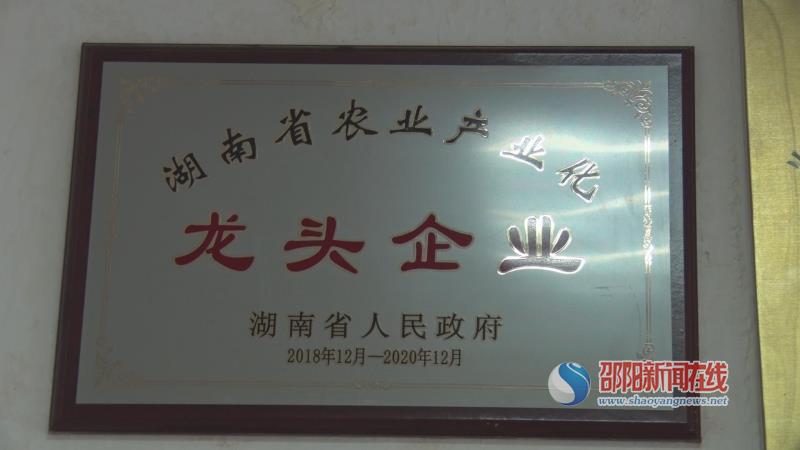 湖南省农业产业化
龙头企业
湖南省人民政府
2018年12月—2020年12月
邵阳新闻在线
www.shaoyangnews.net